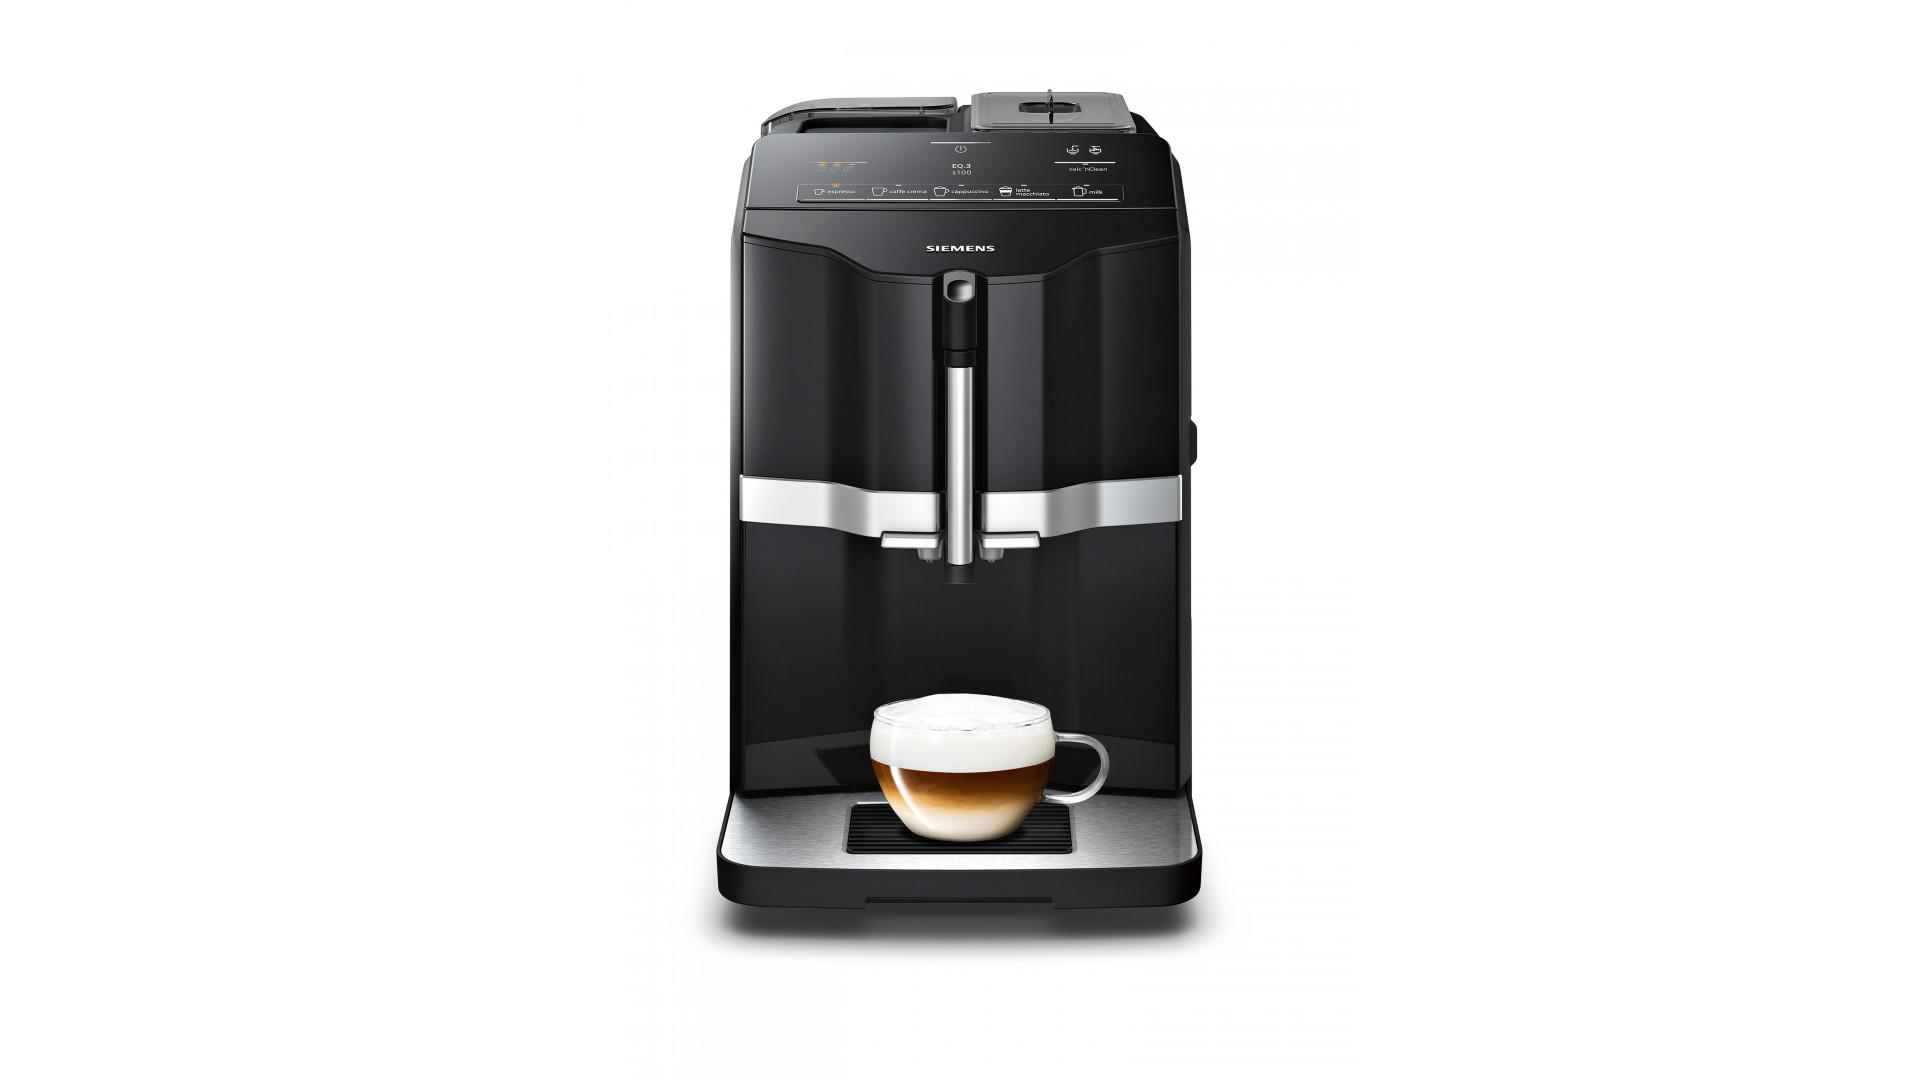 EQ.3
s100
calc'nClean
espresso
caffe crema
cappuccino
latte
macchiato
milk
SIEMENS